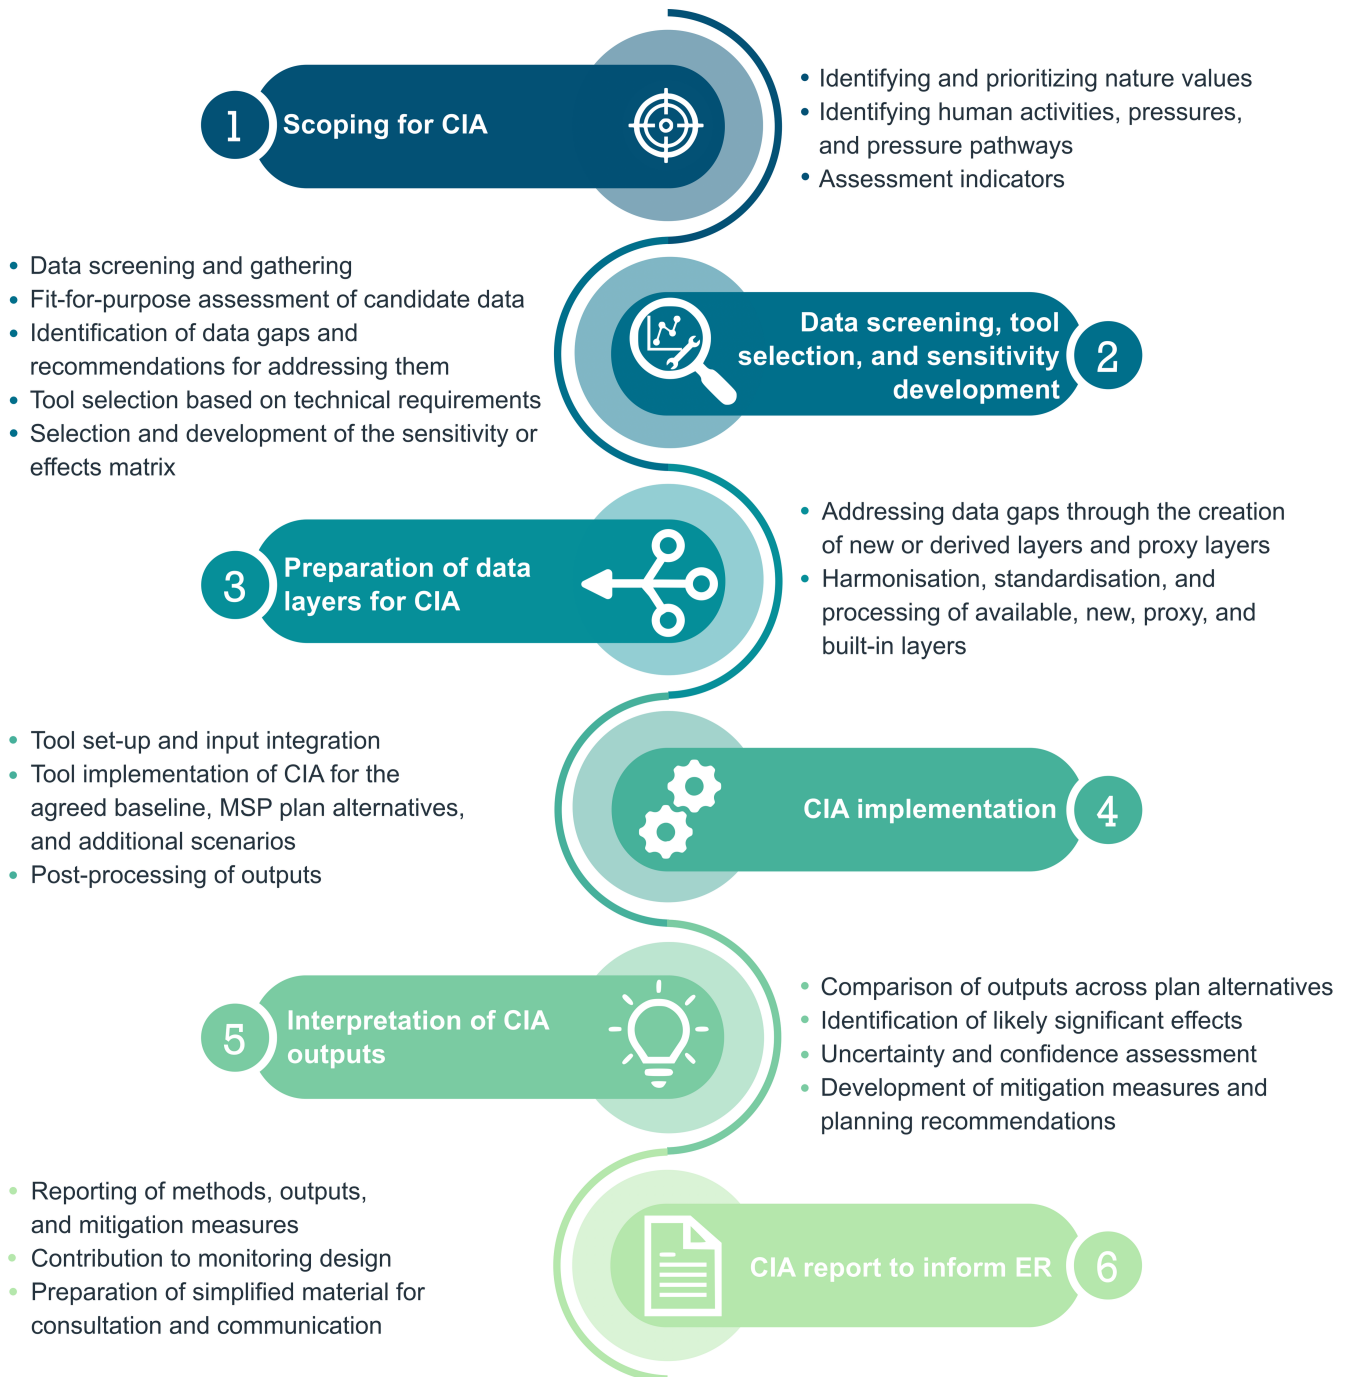 1
Scoping for CIA
• Identifying and prioritizing nature values
• Identifying human activities, pressures,
and pressure pathways
• Assessment indicators
2
Data screening, tool
selection, and sensitivity
development
• Data screening and gathering
• Fit-for-purpose assessment of candidate data
• Identification of data gaps and
recommendations for addressing them
• Tool selection based on technical requirements
• Selection and development of the sensitivity or
effects matrix
3
Preparation of data
layers for CIA
• Addressing data gaps through the creation
of new or derived layers and proxy layers
• Harmonisation, standardisation, and
processing of available, new, proxy, and
built-in layers
4
CIA implementation
• Tool set-up and input integration
• Tool implementation of CIA for the
agreed baseline, MSP plan alternatives,
and additional scenarios
• Post-processing of outputs
5
Interpretation of CIA
outputs
• Comparison of outputs across plan alternatives
• Identification of likely significant effects
• Uncertainty and confidence assessment
• Development of mitigation measures and
planning recommendations
6
CIA report to inform ER
• Reporting of methods, outputs,
and mitigation measures
• Contribution to monitoring design
• Preparation of simplified material for
consultation and communication